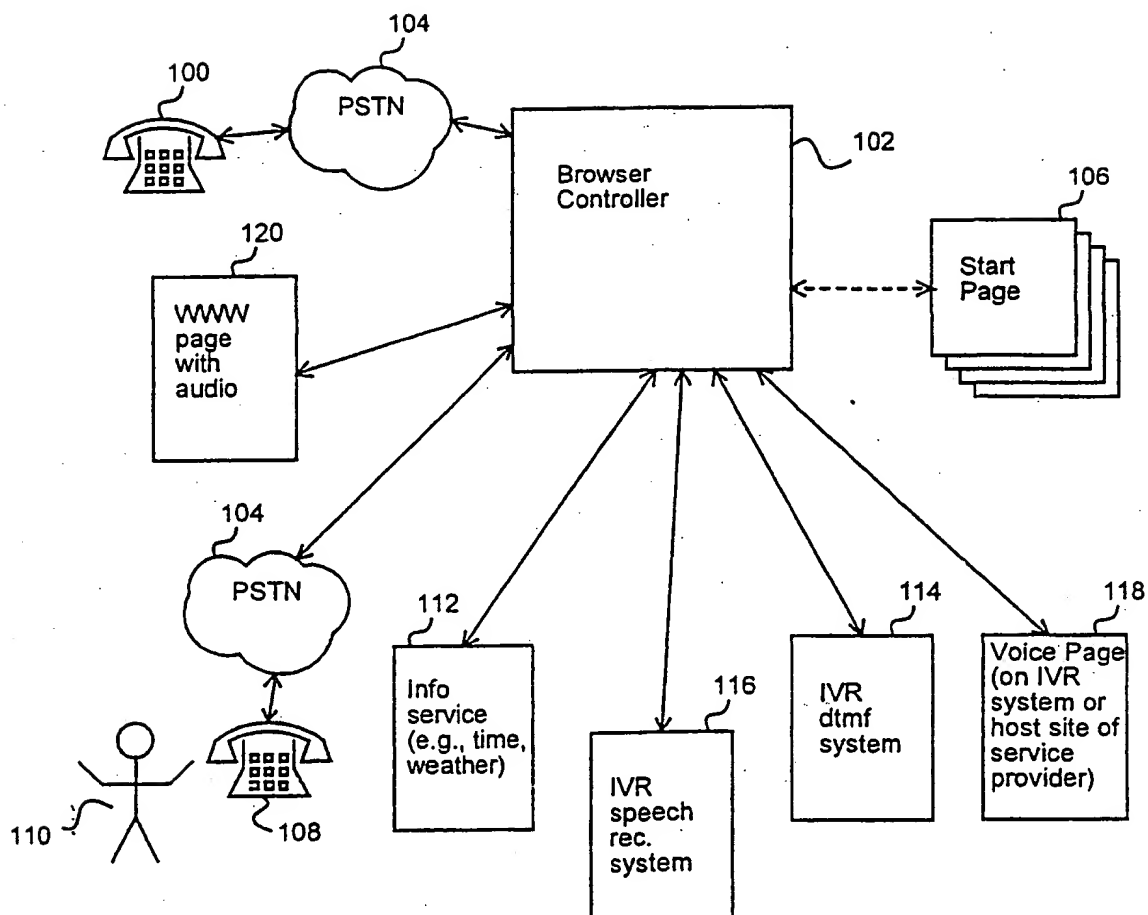 104
100
PSTN
102
Browser
Controller
106
Start
Page
120
WWW
page
with
audio
104
PSTN
112
Info
service
(e.g., time,
weather)
116
IVR
speech
rec.
system
114
IVR
dtmf
system
118
Voice Page
(on IVR
system or
host site of
service
provider)
110
108